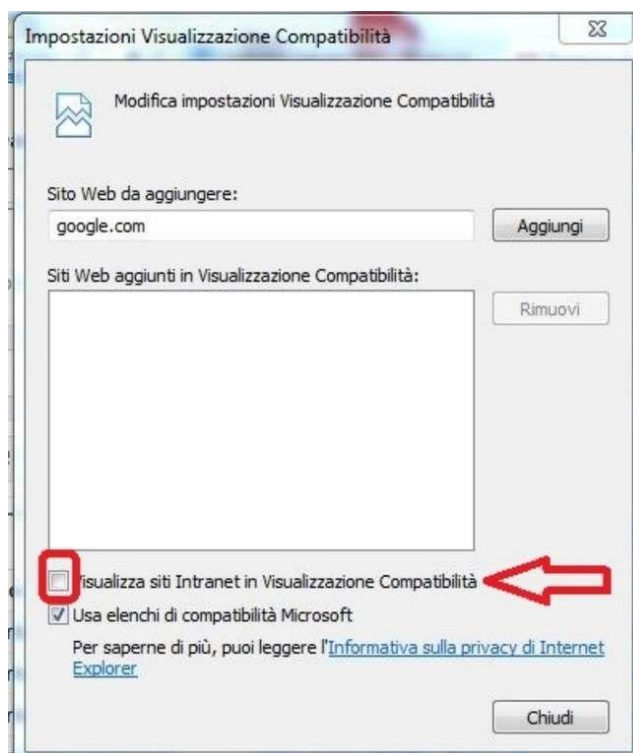 Impostazioni Visualizzazione Compatibilità
Modifica impostazioni Visualizzazione Compatibilità
Sito Web da aggiungere:
google.com
Aggiungi
Siti Web aggiunti in Visualizzazione Compatibilità:
Rimuovi
Visualizza siti Intranet in Visualizzazione Compatibilità
Usa elenchi di compatibilità Microsoft
Per saperne di più, puoi leggere l'Informativa sulla privacy di Internet
Explorer
Chiudi